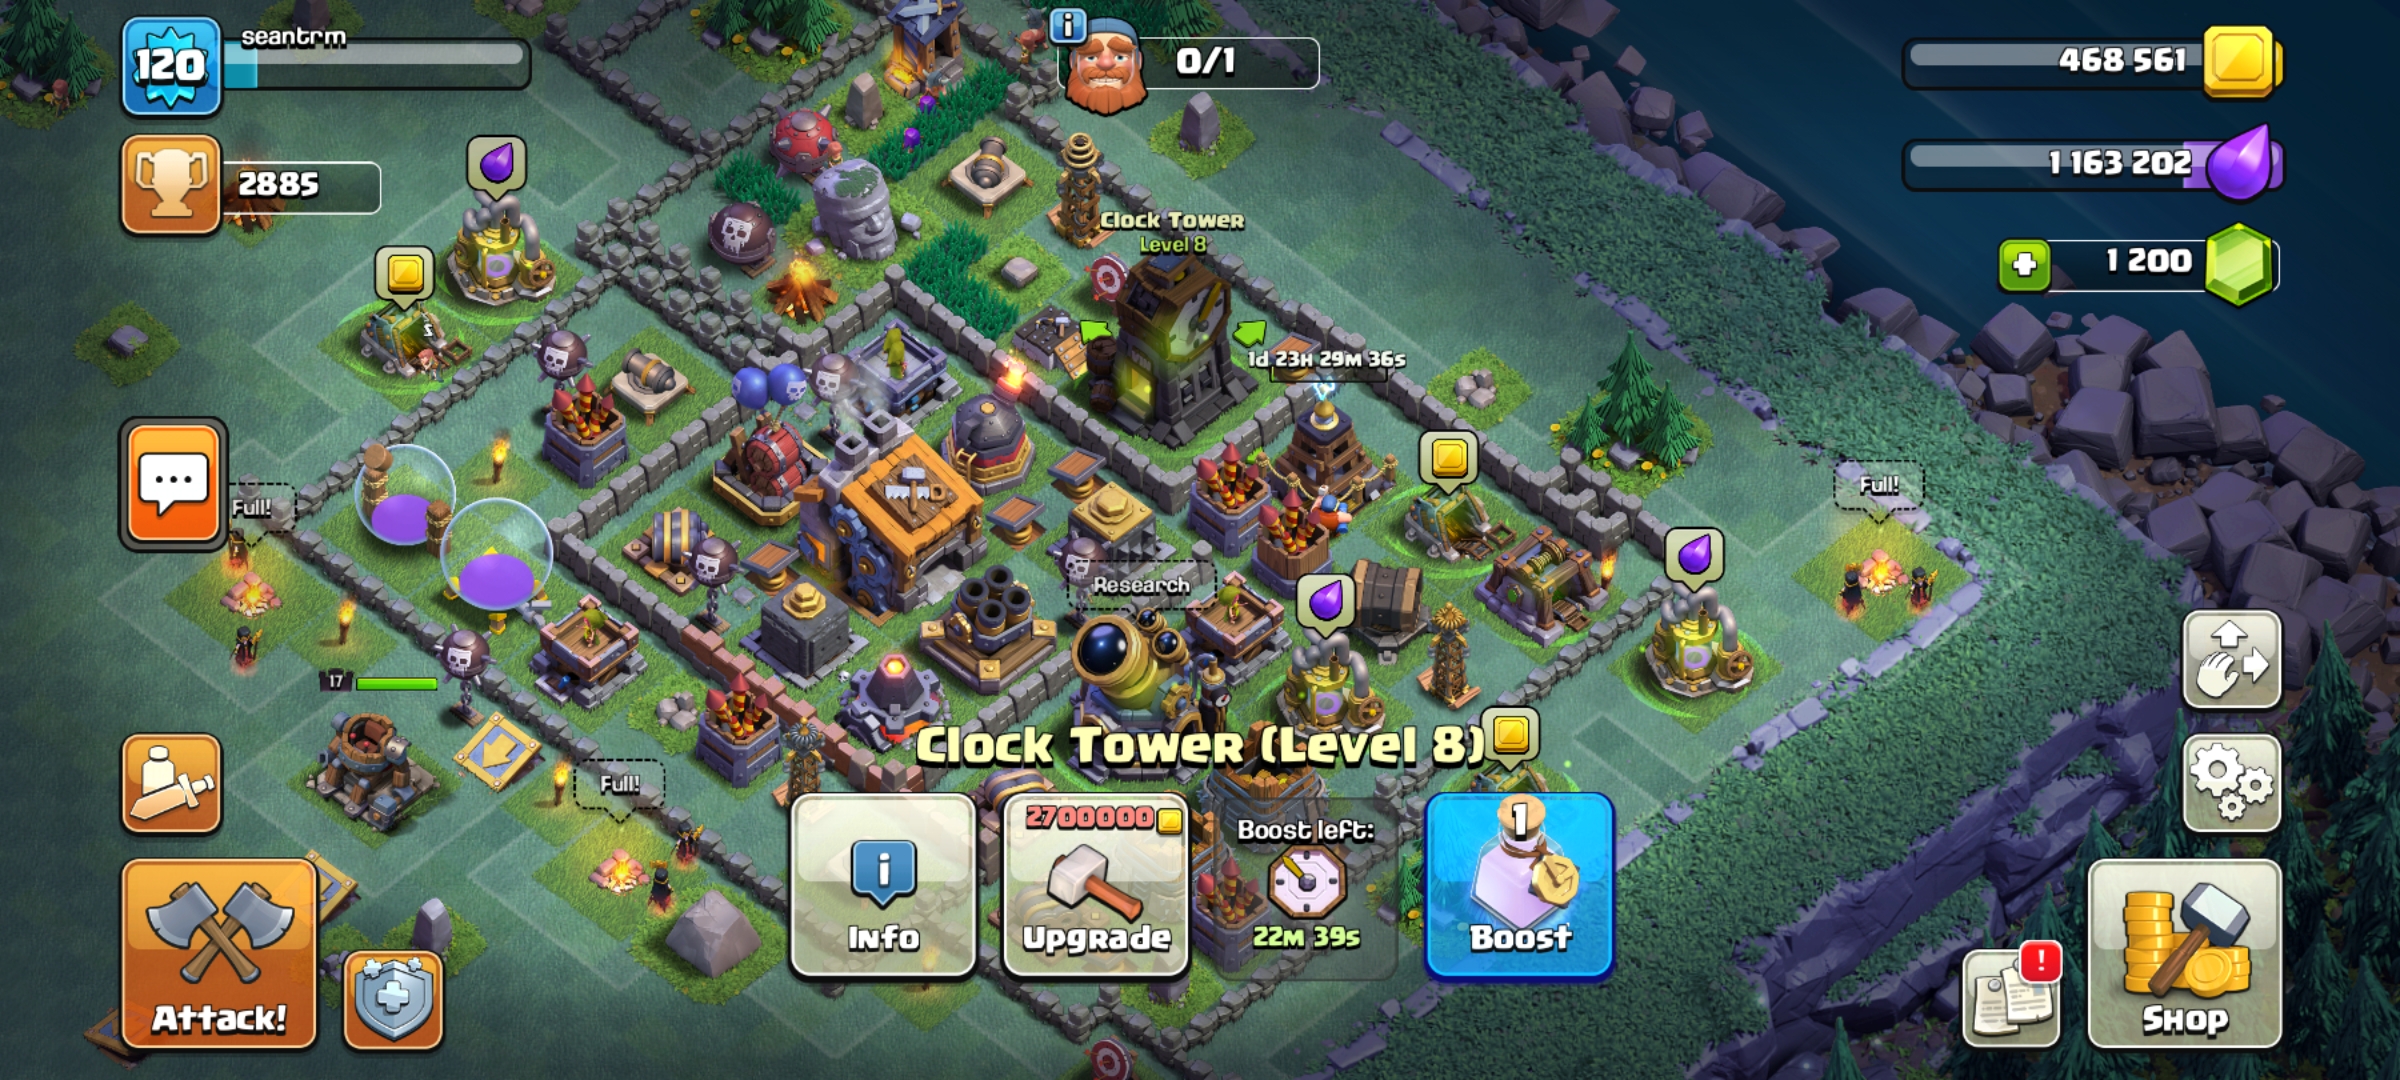 120
seantrm
0/1
468 561
2885
1 163 202
1 200
Clock Tower
Level 8
1d 23H 29M 36s
Full!
Full!
Research
17
Clock Tower (Level 8)
Full!
2700000
Boost left:
1
Info
Upgrade
22M 39s
Boost
Attack!
!
Shop